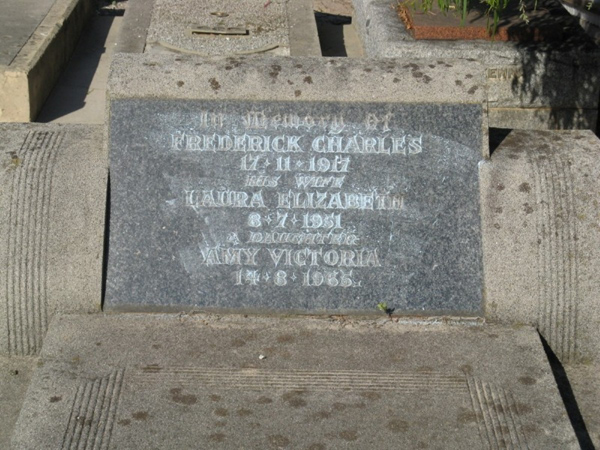 In Memory of
FREDERICK CHARLES
17·11·1917
HIS WIFE
LAURA ELIZABETH
8·7·1951
A DAUGHTER
AMY VICTORIA
14·8·1965.